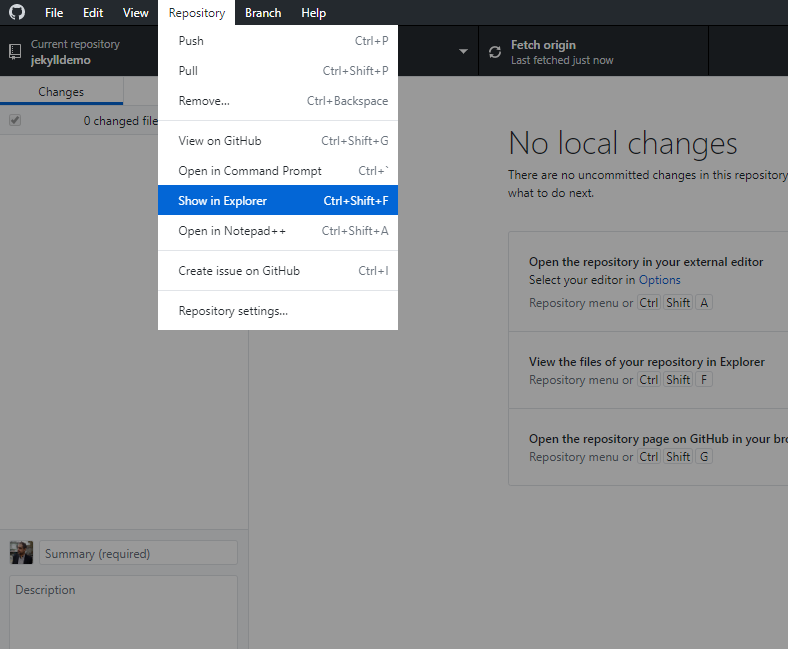 File Edit View Repository Branch Help
Current repository
jekylldemo
Fetch origin
Last fetched just now
Changes
0 changed file
Push Ctrl+P
Pull Ctrl+Shift+P
Remove... Ctrl+Backspace
View on GitHub Ctrl+Shift+G
Open in Command Prompt Ctrl+`
Show in Explorer Ctrl+Shift+F
Open in Notepad++ Ctrl+Shift+A
Create issue on GitHub Ctrl+I
Repository settings...
No local changes
There are no uncommitted changes in this repository
what to do next.
Open the repository in your external editor
Select your editor in Options
Repository menu or Ctrl Shift A
View the files of your repository in Explorer
Repository menu or Ctrl Shift F
Open the repository page on GitHub in your bro
Repository menu or Ctrl Shift G
Summary (required)
Description